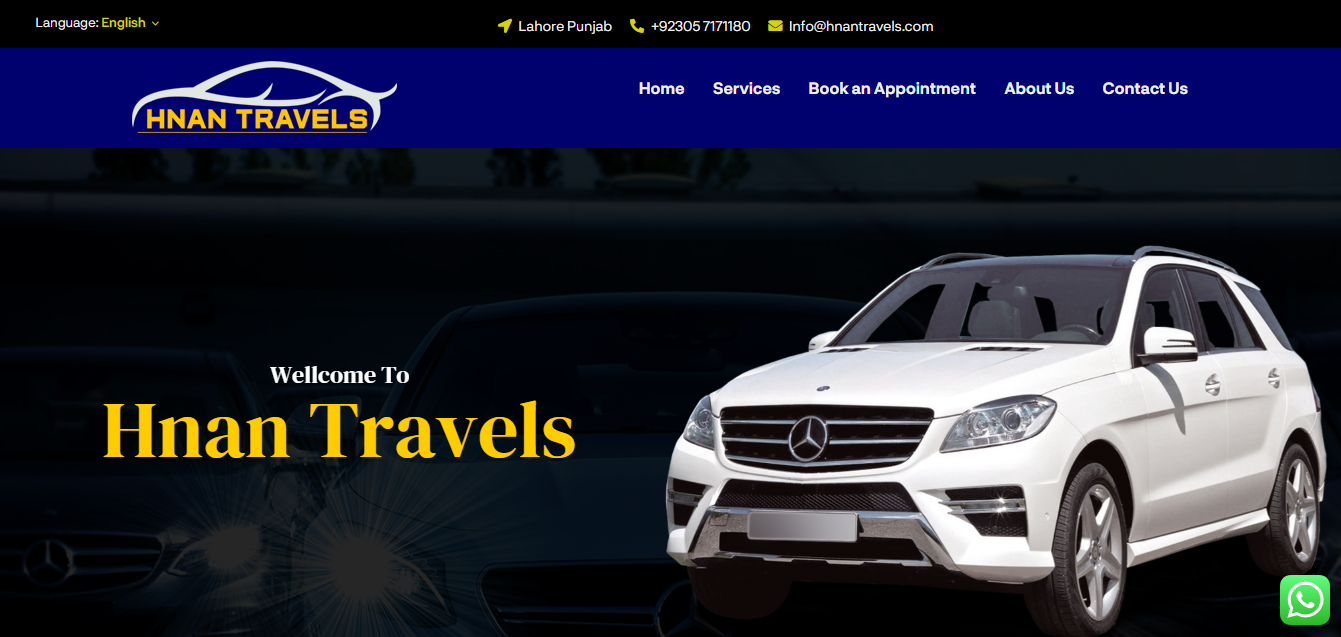 Language: English
Lahore Punjab
+92305 7171180
Info@hnantravels.com
HNAN TRAVELS
Home
Services
Book an Appointment
About Us
Contact Us
Wellcome To
Hnan Travels